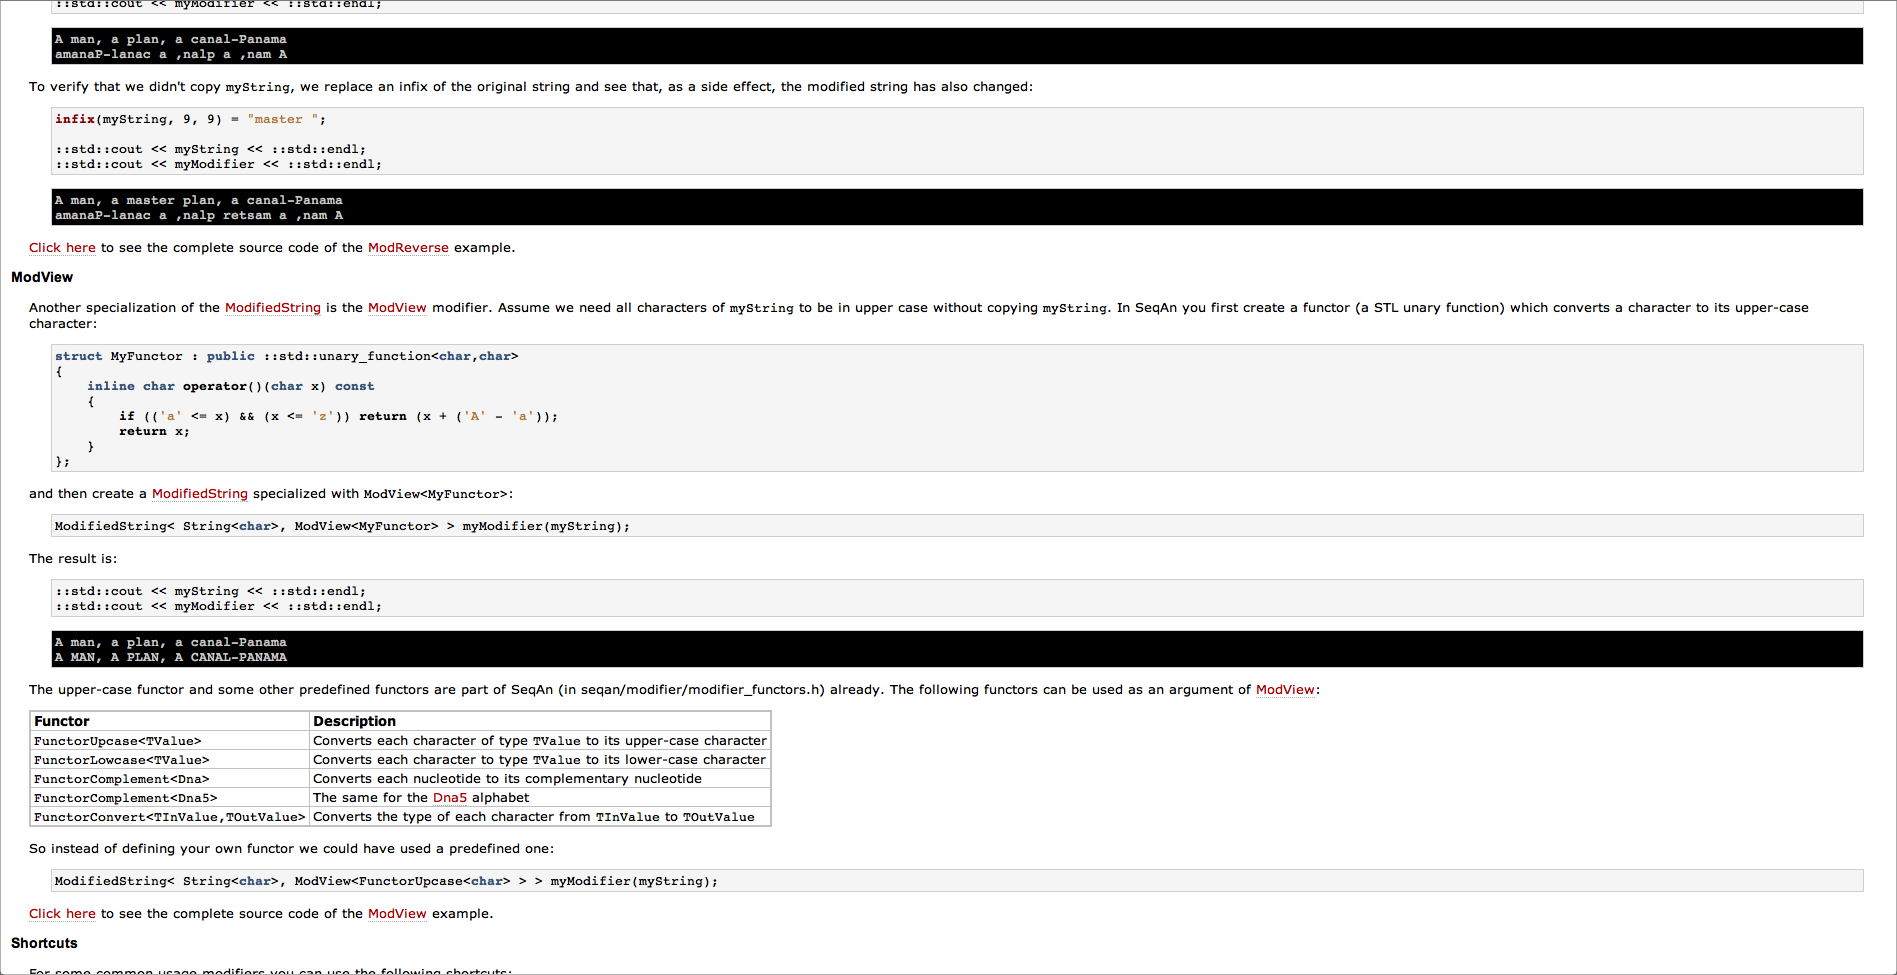 ::std::cout << myModifier << ::std::endl;
A man, a plan, a canal-Panama
amanaP-lanac a ,nalp a ,nam A
To verify that we didn't copy myString, we replace an infix of the original string and see that, as a side effect, the modified string has also changed:
infix(myString, 9, 9) = "master ";
::std::cout << myString << ::std::endl;
::std::cout << myModifier << ::std::endl;
A man, a master plan, a canal-Panama
amanaP-lanac a ,nalp retsam a ,nam A
Click here to see the complete source code of the ModReverse example.
ModView
Another specialization of the ModifiedString is the ModView modifier. Assume we need all characters of myString to be in upper case without copying myString. In SeqAn you first create a functor (a STL unary function) which converts a character to its upper-case
character:
struct MyFunctor : public ::std::unary_function<char,char>
{
    inline char operator()(char x) const
    {
        if (('a' <= x) && (x <= 'z')) return (x + ('A' - 'a'));
        return x;
    }
};
and then create a ModifiedString specialized with ModView<MyFunctor>:
ModifiedString< String<char>, ModView<MyFunctor> > myModifier(myString);
The result is:
::std::cout << myString << ::std::endl;
::std::cout << myModifier << ::std::endl;
A man, a plan, a canal-Panama
A MAN, A PLAN, A CANAL-PANAMA
The upper-case functor and some other predefined functors are part of SeqAn (in seqan/modifier/modifier_functors.h) already. The following functors can be used as an argument of ModView:
Functor Description
FunctorUpcase<TValue> Converts each character of type TValue to its upper-case character
FunctorLowcase<TValue> Converts each character to type TValue to its lower-case character
FunctorComplement<Dna> Converts each nucleotide to its complementary nucleotide
FunctorComplement<Dna5> The same for the Dna5 alphabet
FunctorConvert<TInValue,TOutValue> Converts the type of each character from TInValue to TOutValue
So instead of defining your own functor we could have used a predefined one:
ModifiedString< String<char>, ModView<FunctorUpcase<char> > > myModifier(myString);
Click here to see the complete source code of the ModView example.
Shortcuts
For some common usage modifiers you can use the following shortcuts: